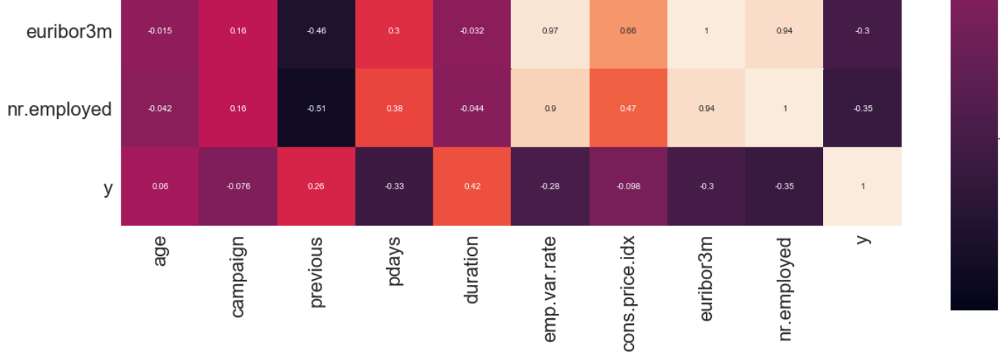 euribor3m -0.015 0.16 -0.46 0.3 -0.032 0.97 0.66 1 0.94 -0.3
nr.employed -0.042 0.16 -0.51 0.38 -0.044 0.9 0.47 0.94 1 -0.35
y 0.06 -0.076 0.26 -0.33 0.42 -0.28 -0.098 -0.3 -0.35 1
age campaign previous pdays duration emp.var.rate cons.price.idx euribor3m nr.employed y